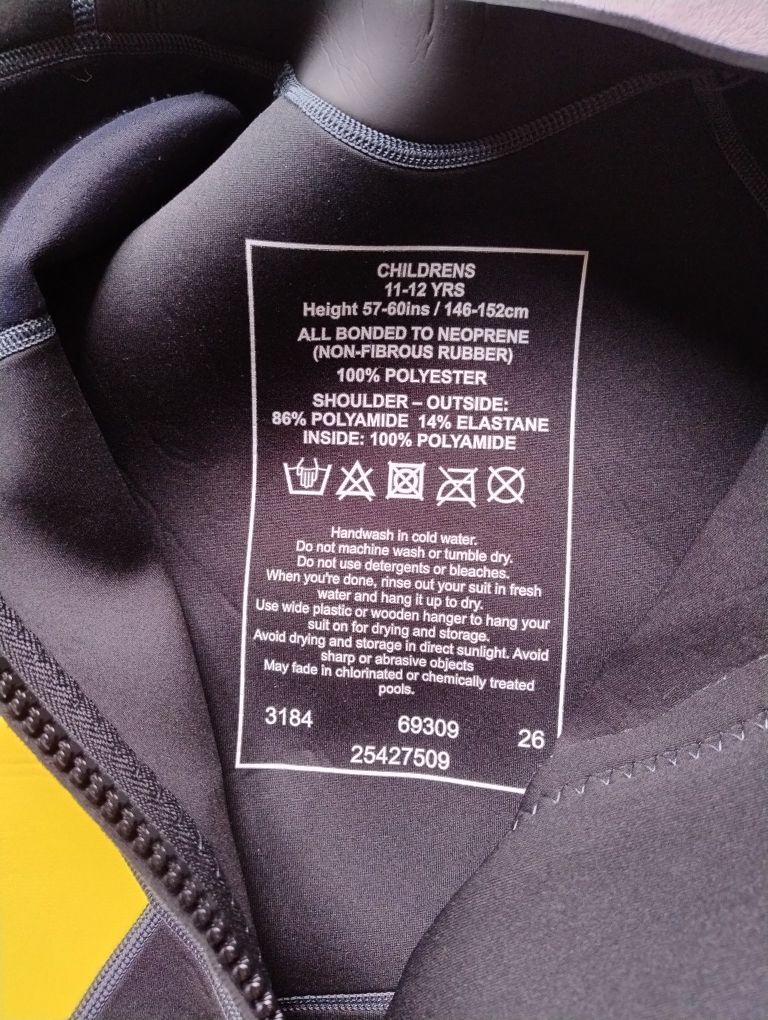 CHILDRENS
11-12 YRS
Height 57-60ins / 146-152cm
ALL BONDED TO NEOPRENE
(NON-FIBROUS RUBBER)
100% POLYESTER
SHOULDER – OUTSIDE:
86% POLYAMIDE 14% ELASTANE
INSIDE: 100% POLYAMIDE
Handwash in cold water.
Do not machine wash or tumble dry.
Do not use detergents or bleaches.
When you're done, rinse out your suit in fresh
water and hang it up to dry.
Use wide plastic or wooden hanger to hang your
suit on for drying and storage.
Avoid drying and storage in direct sunlight. Avoid
sharp or abrasive objects
May fade in chlorinated or chemically treated
pools.
3184 69309 26
25427509